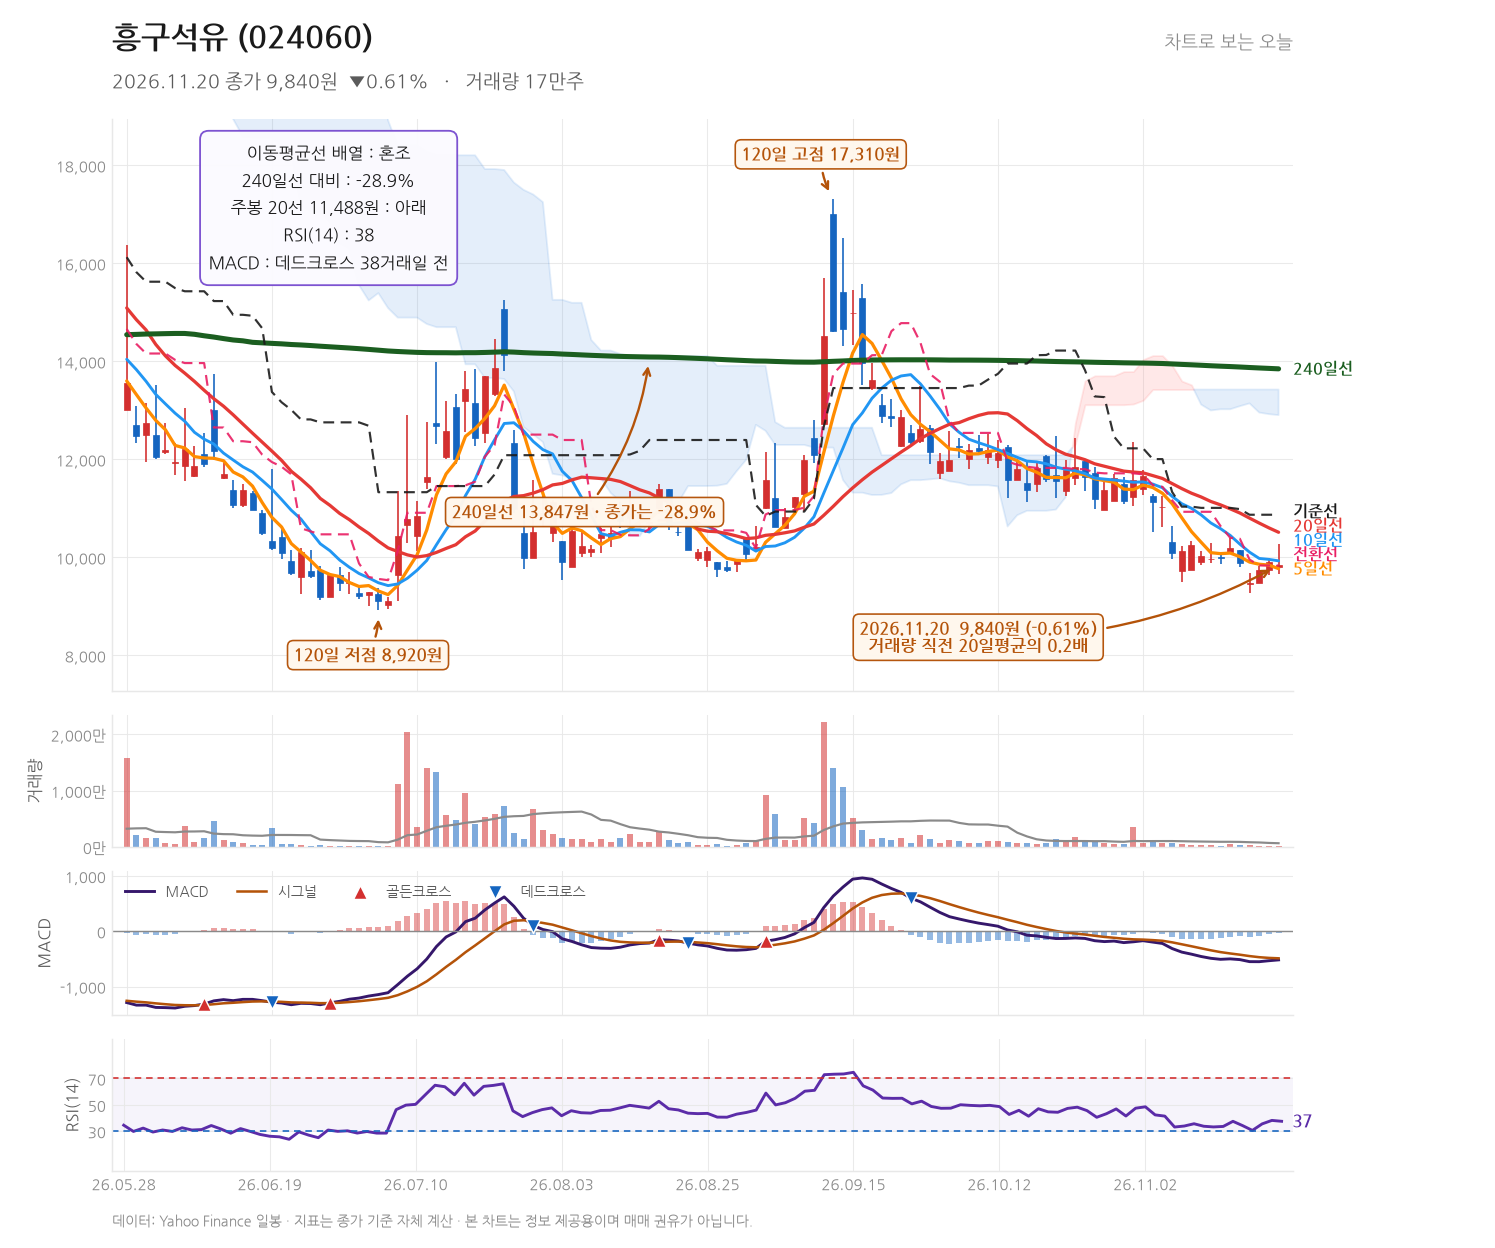 흥구석유 (024060)
차트로 보는 오늘
2026.11.20 종가 9,840원 ▼0.61% · 거래량 17만주
이동평균선 배열 : 혼조
240일선 대비 : -28.9%
주봉 20선 11,488원 : 아래
RSI(14) : 38
MACD : 데드크로스 38거래일 전
120일 고점 17,310원
18,000
16,000
14,000
12,000
10,000
8,000
240일선
240일선 13,847원 · 종가는 -28.9%
기준선
20일선
10일선
전환선
5일선
120일 저점 8,920원
2026.11.20 9,840원 (-0.61%)
거래량 직전 20일평균의 0.2배
거래량
2,000만
1,000만
0만
MACD
1,000
0
-1,000
MACD
시그널
▲ 골든크로스
▼ 데드크로스
RSI(14)
70
50
30
37
26.05.28
26.06.19
26.07.10
26.08.03
26.08.25
26.09.15
26.10.12
26.11.02
데이터: Yahoo Finance 일봉 · 지표는 종가 기준 자체 계산 · 본 차트는 정보 제공용이며 매매 권유가 아닙니다.